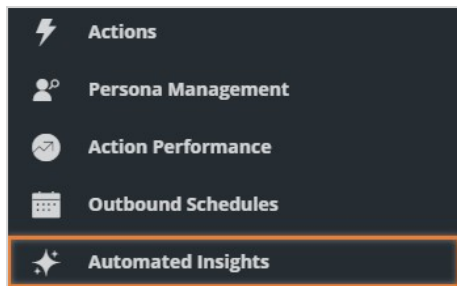 Actions
Persona Management
Action Performance
Outbound Schedules
Automated Insights